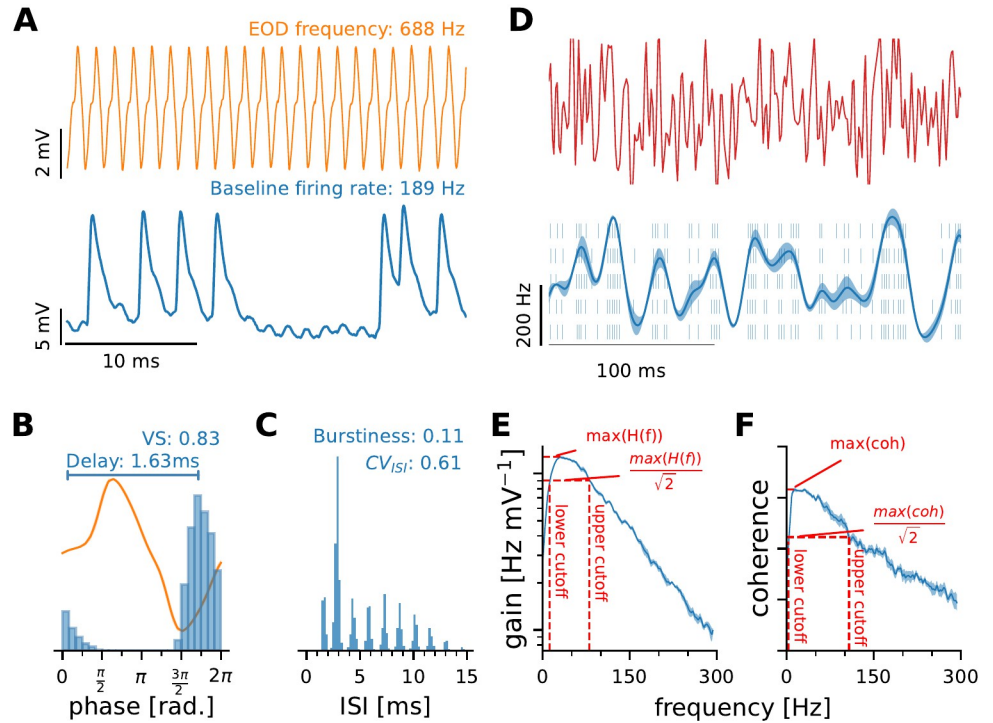 A
EOD frequency: 688 Hz
2 mV
Baseline firing rate: 189 Hz
5 mV
10 ms
D
200 Hz
100 ms
B
VS: 0.83
Delay: 1.63ms
0
π/2
π
3π/2
2π
phase [rad.]
C
Burstiness: 0.11
CV_ISI: 0.61
0
5
10
15
ISI [ms]
E
max(H(f))
max(H(f))
√2
lower cutoff
upper cutoff
gain [Hz mV⁻¹]
0
150
300
F
max(coh)
max(coh)
√2
lower cutoff
upper cutoff
coherence
0
150
300
frequency [Hz]